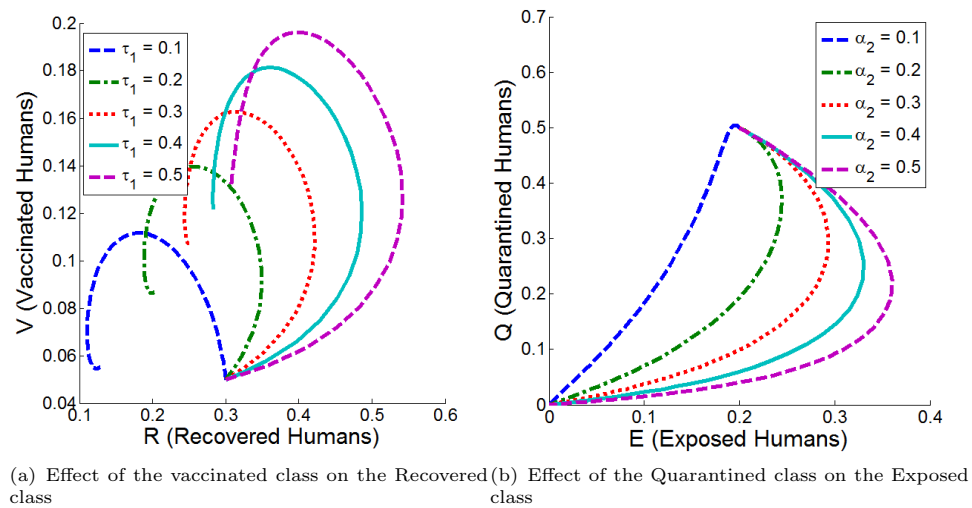 0.2
0.18
0.16
0.14
0.12
0.1
0.08
0.06
0.04
V (Vaccinated Humans)
τ1 = 0.1
τ1 = 0.2
τ1 = 0.3
τ1 = 0.4
τ1 = 0.5
0.1 0.2 0.3 0.4 0.5 0.6
R (Recovered Humans)
0.7
0.6
0.5
0.4
0.3
0.2
0.1
0
Q (Quarantined Humans)
α2 = 0.1
α2 = 0.2
α2 = 0.3
α2 = 0.4
α2 = 0.5
0 0.1 0.2 0.3 0.4
E (Exposed Humans)
(a) Effect of the vaccinated class on the Recovered
class
(b) Effect of the Quarantined class on the Exposed
class